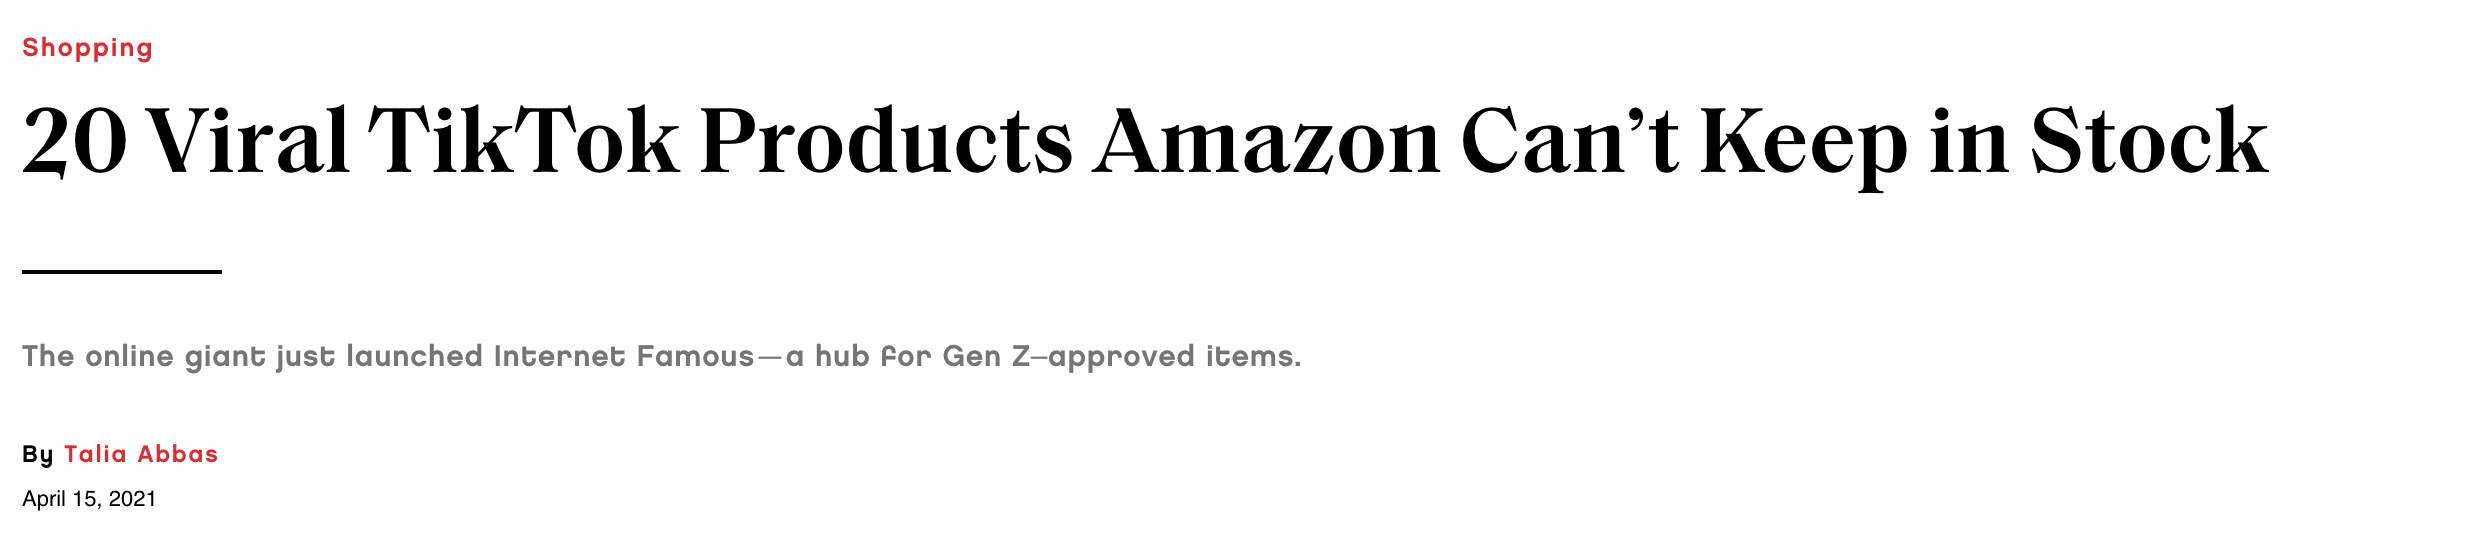 Shopping
20 Viral TikTok Products Amazon Can’t Keep in Stock
The online giant just launched Internet Famous—a hub for Gen Z–approved items.
By Talia Abbas
April 15, 2021